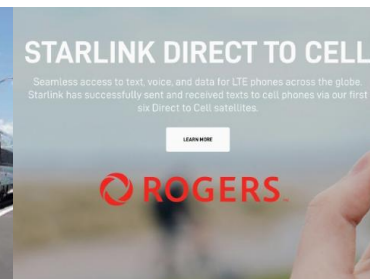 STARLINK DIRECT TO CELL
Seamless access to text, voice, and data for LTE phones across the globe.
Starlink has successfully sent and received texts to cell phones via our first
six Direct to Cell satellites.
LEARN MORE
ROGERS